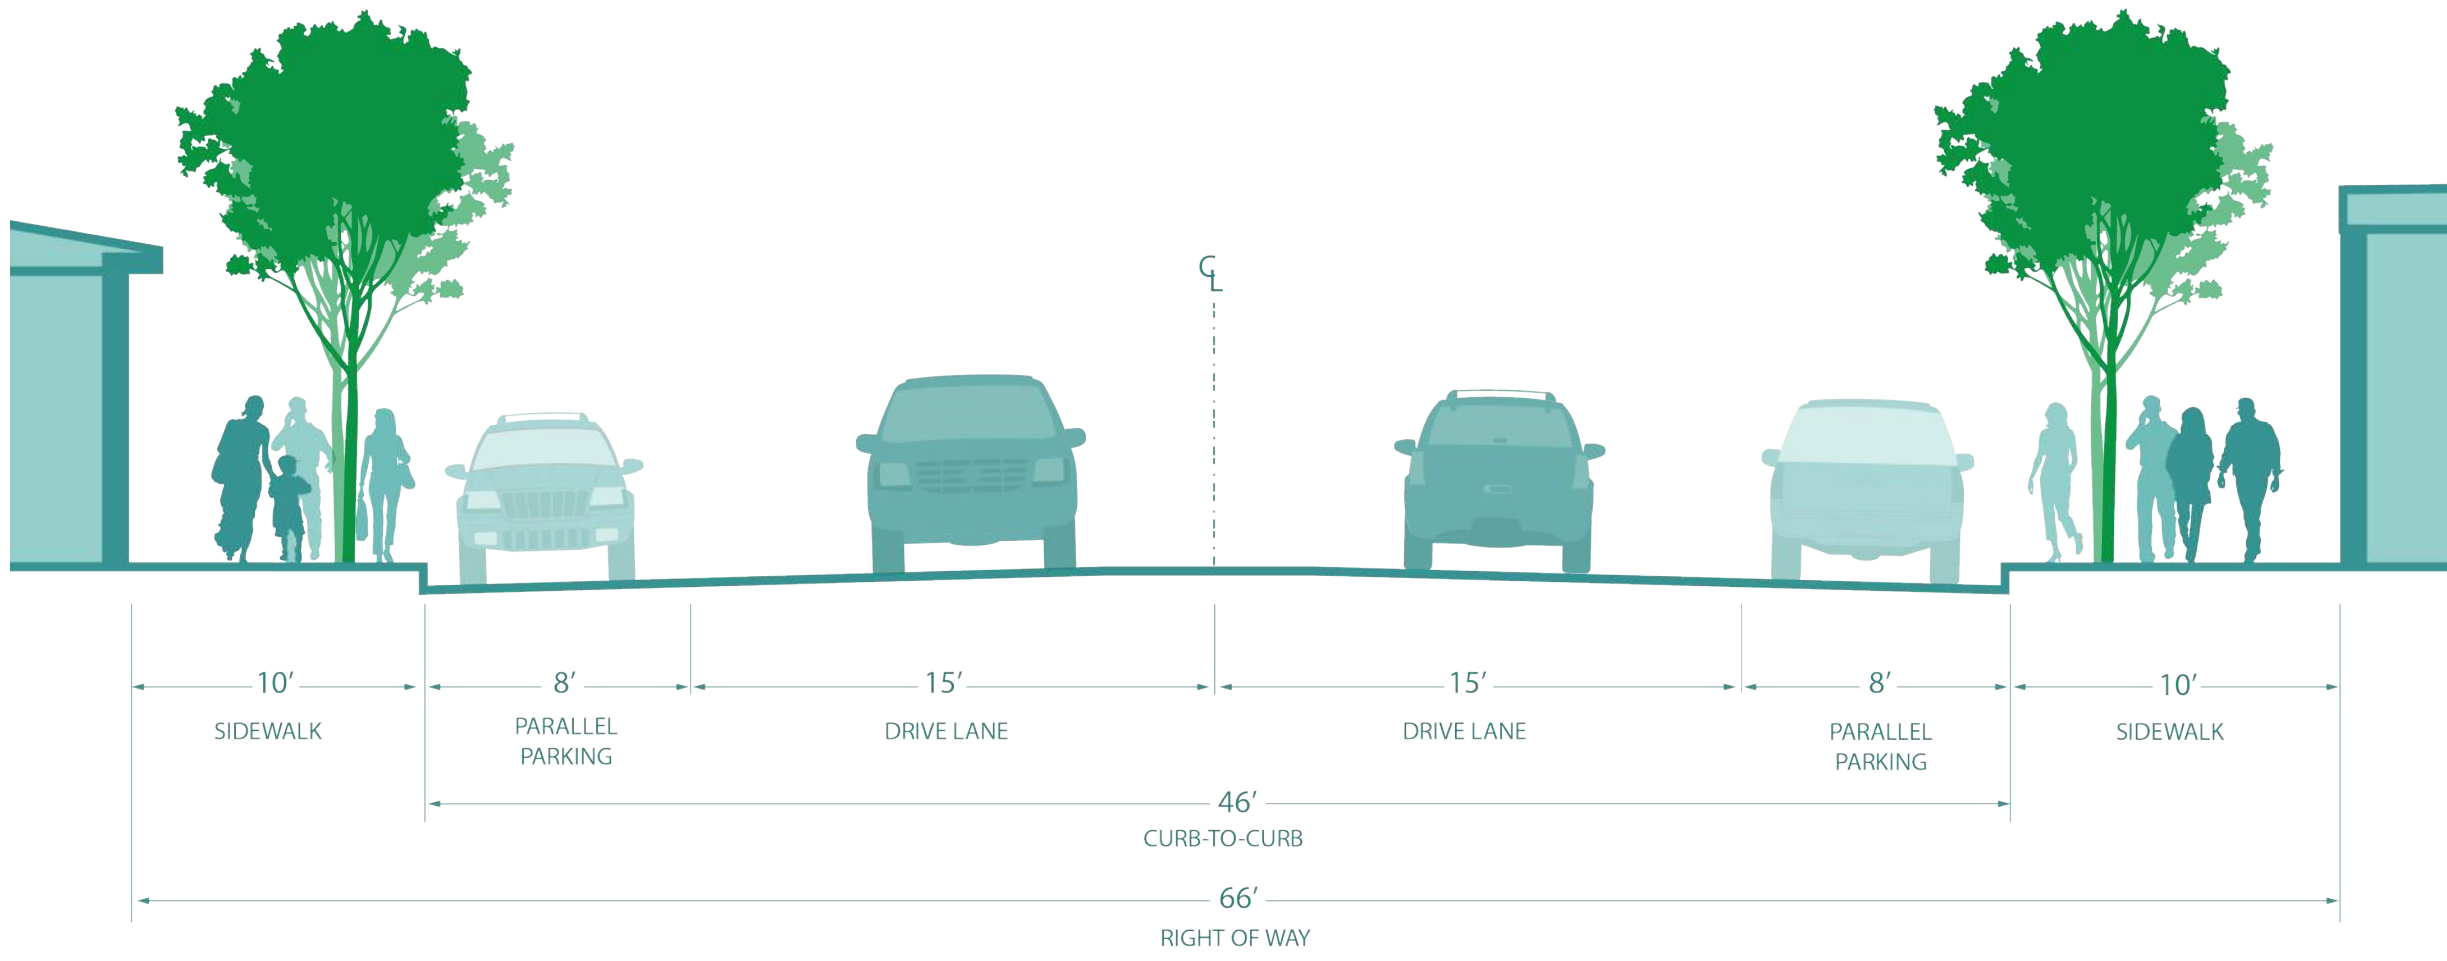 CL
10’
8’
15’
15’
8’
10’
SIDEWALK
PARALLEL
PARKING
DRIVE LANE
DRIVE LANE
PARALLEL
PARKING
SIDEWALK
46’
CURB-TO-CURB
66’
RIGHT OF WAY